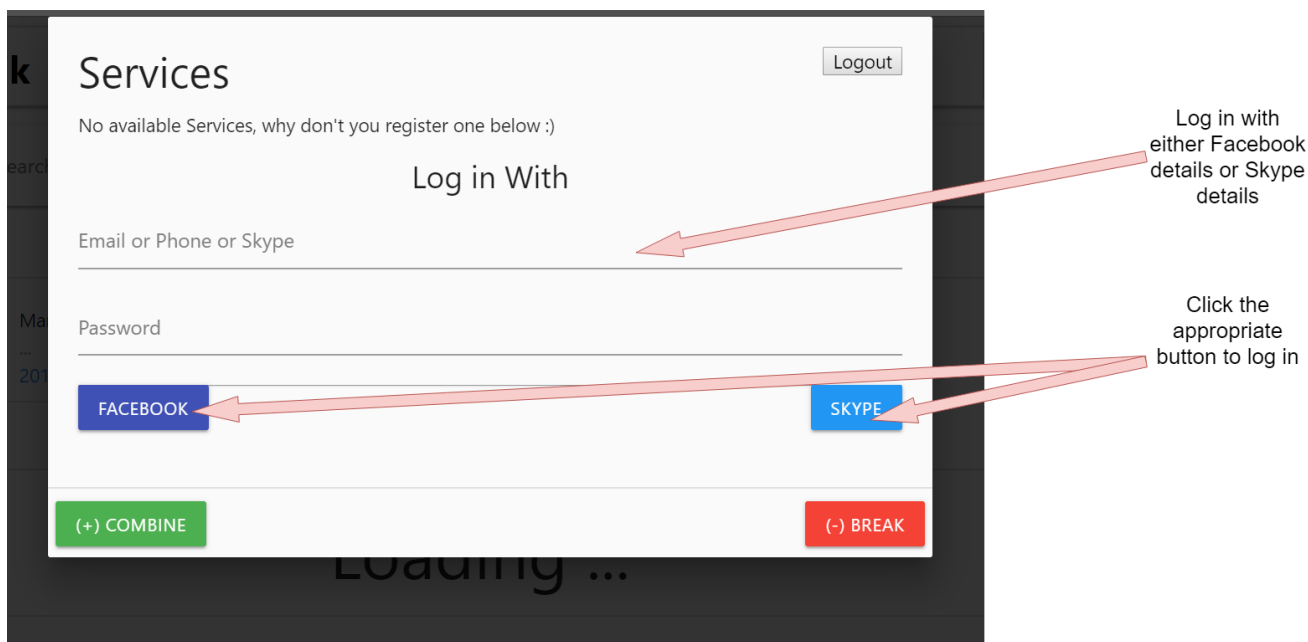 k
Services
Logout
No available Services, why don't you register one below :)
Log in With
Log in with
either Facebook
details or Skype
details
Email or Phone or Skype
Click the
appropriate
button to log in
Password
201
FACEBOOK
SKYPE
(+) COMBINE
(-) BREAK
Loading ...